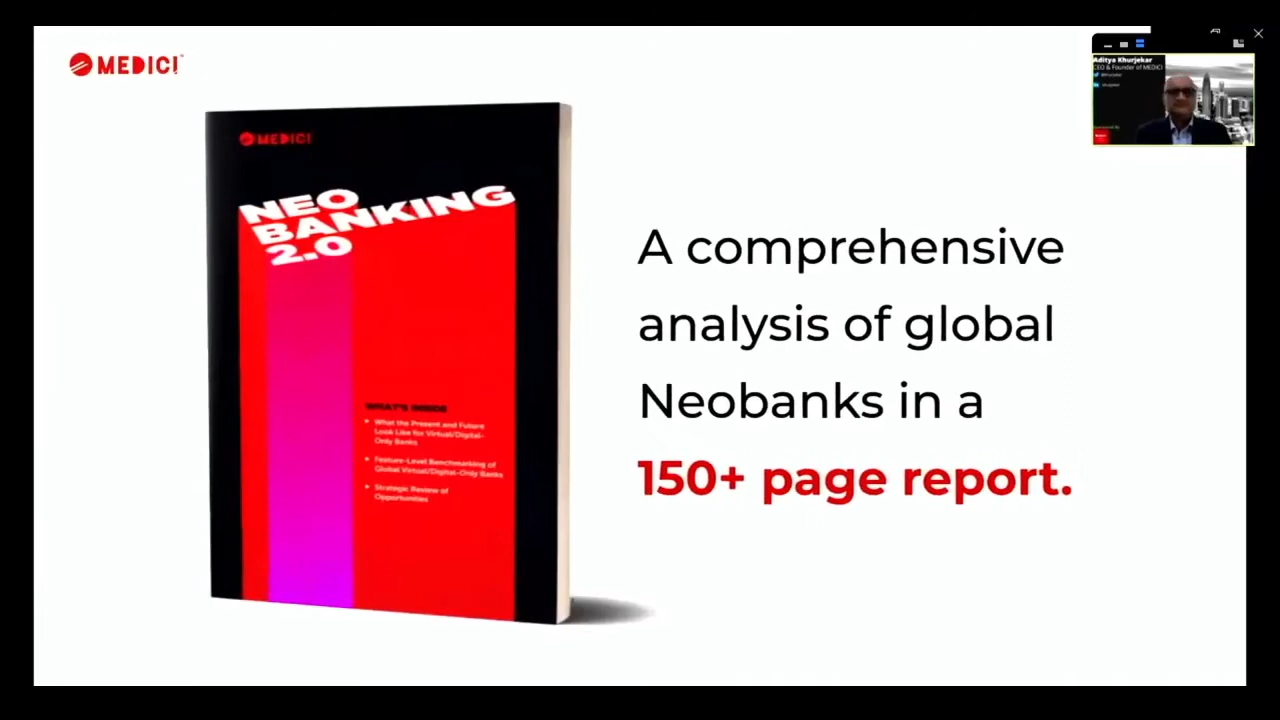 MEDICI
Aditya Khurjekar
CEO & Founder of MEDICI
MEDICI
NEO
BANKING
2.0
A comprehensive
analysis of global
Neobanks in a
150+ page report.
WHAT'S INSIDE
What the Present and Future
Look Like for Virtual/Digital-
Only Banks
Feature-Level Benchmarking of
Global Virtual/Digital-Only Banks
Strategic Review of
Opportunities